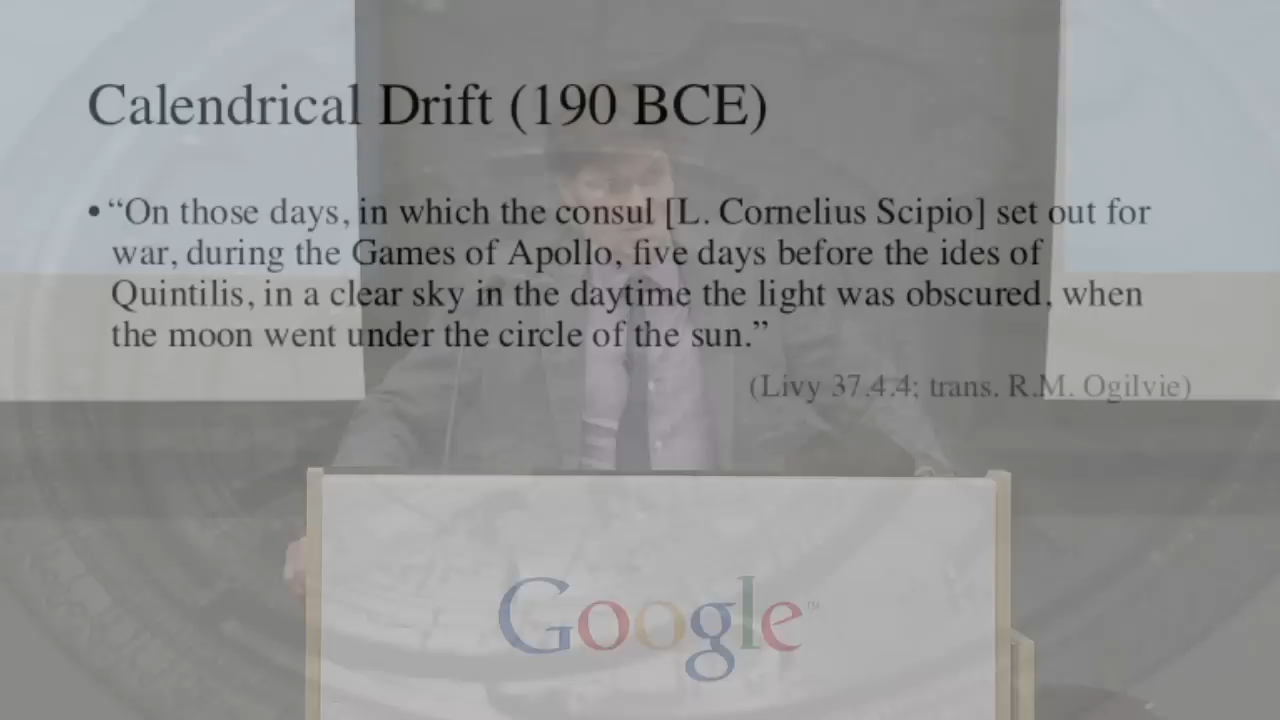 Calendrical Drift (190 BCE)
• “On those days, in which the consul [L. Cornelius Scipio] set out for
war, during the Games of Apollo, five days before the ides of
Quintilis, in a clear sky in the daytime the light was obscured, when
the moon went under the circle of the sun.”
(Livy 37.4.4; trans. R.M. Ogilvie)
Google™